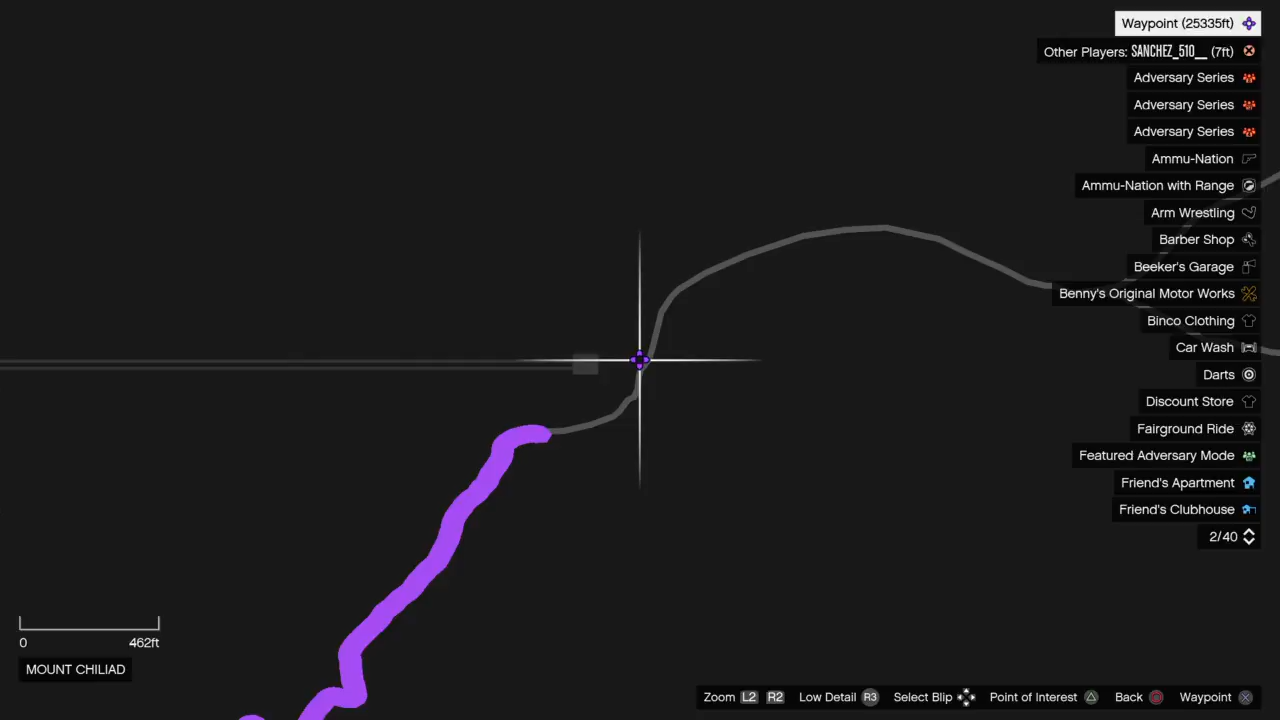 Waypoint (25335ft)
Other Players: SANCHEZ_510__ (7ft)
Adversary Series
Adversary Series
Adversary Series
Ammu-Nation
Ammu-Nation with Range
Arm Wrestling
Barber Shop
Beeker's Garage
Benny's Original Motor Works
Binco Clothing
Car Wash
Darts
Discount Store
Fairground Ride
Featured Adversary Mode
Friend's Apartment
Friend's Clubhouse
2/40
0 462ft
MOUNT CHILIAD
Zoom L2 R2 Low Detail R3 Select Blip Point of Interest Back Waypoint